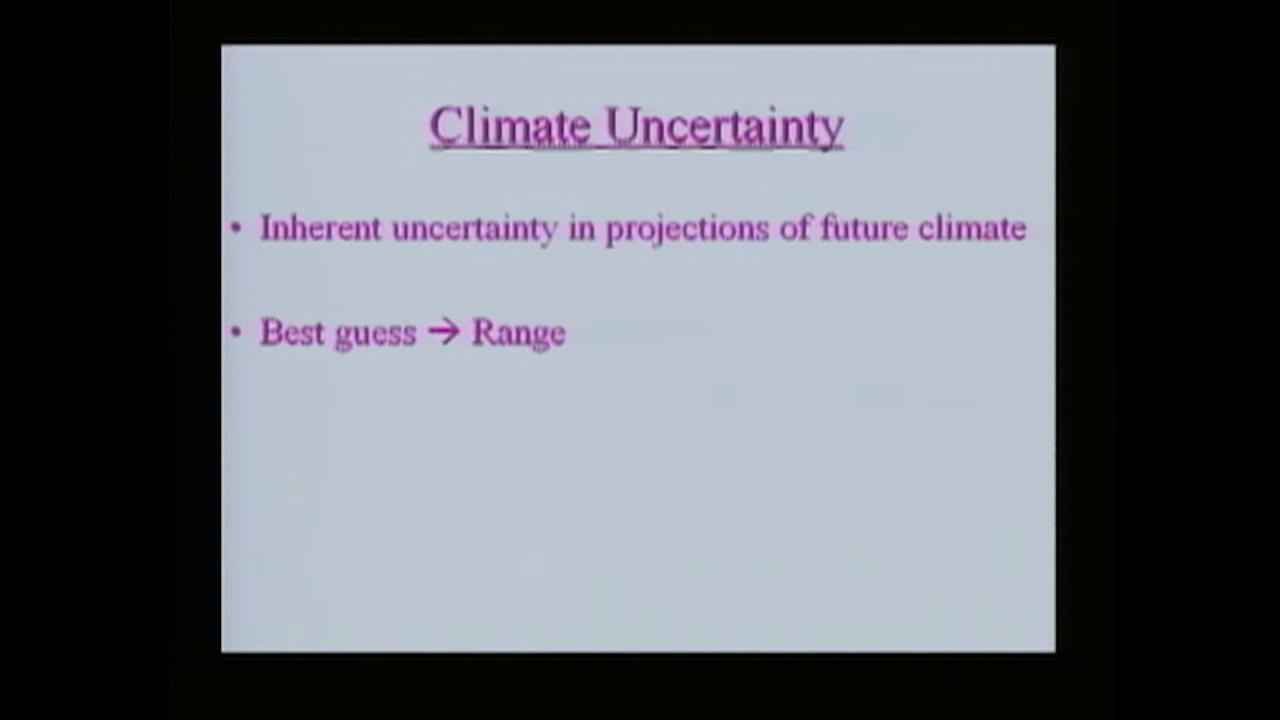 Climate Uncertainty
• Inherent uncertainty in projections of future climate
• Best guess → Range